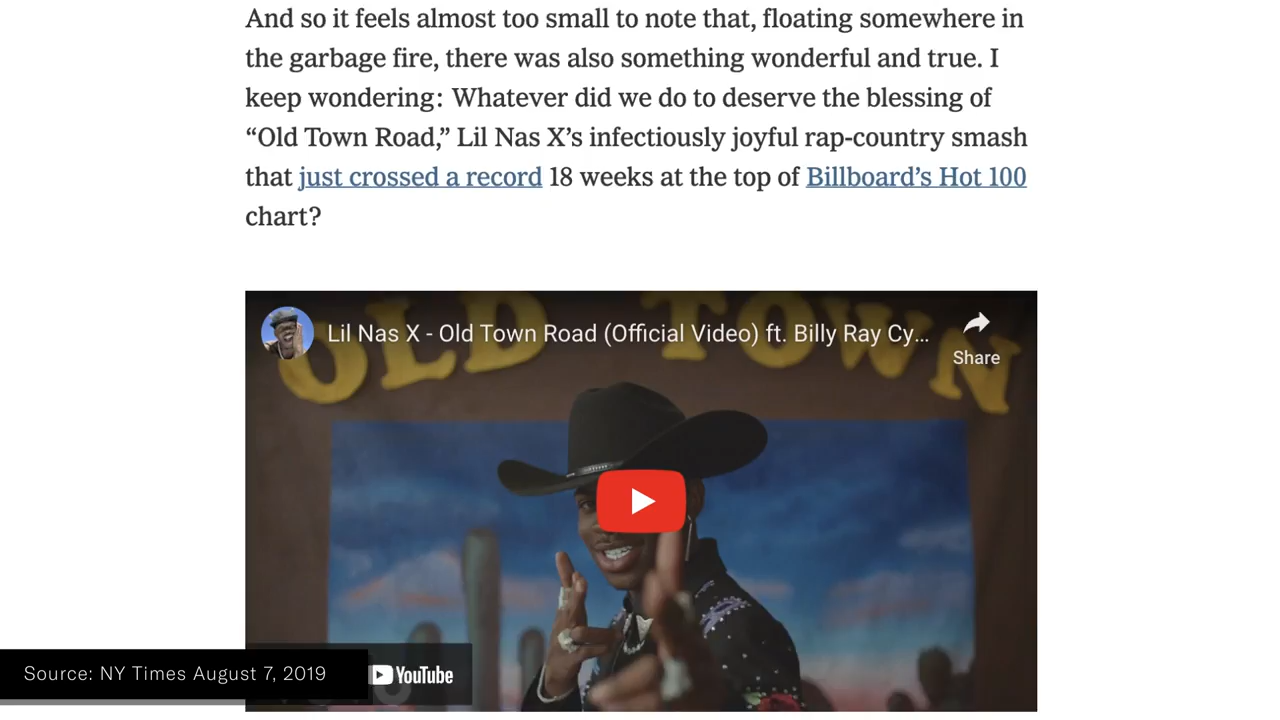 And so it feels almost too small to note that, floating somewhere in
the garbage fire, there was also something wonderful and true. I
keep wondering: Whatever did we do to deserve the blessing of
“Old Town Road,” Lil Nas X’s infectiously joyful rap-country smash
that just crossed a record 18 weeks at the top of Billboard’s Hot 100
chart?
OLD TOWN
Lil Nas X - Old Town Road (Official Video) ft. Billy Ray Cy...
Share
Source: NY Times August 7, 2019
YouTube